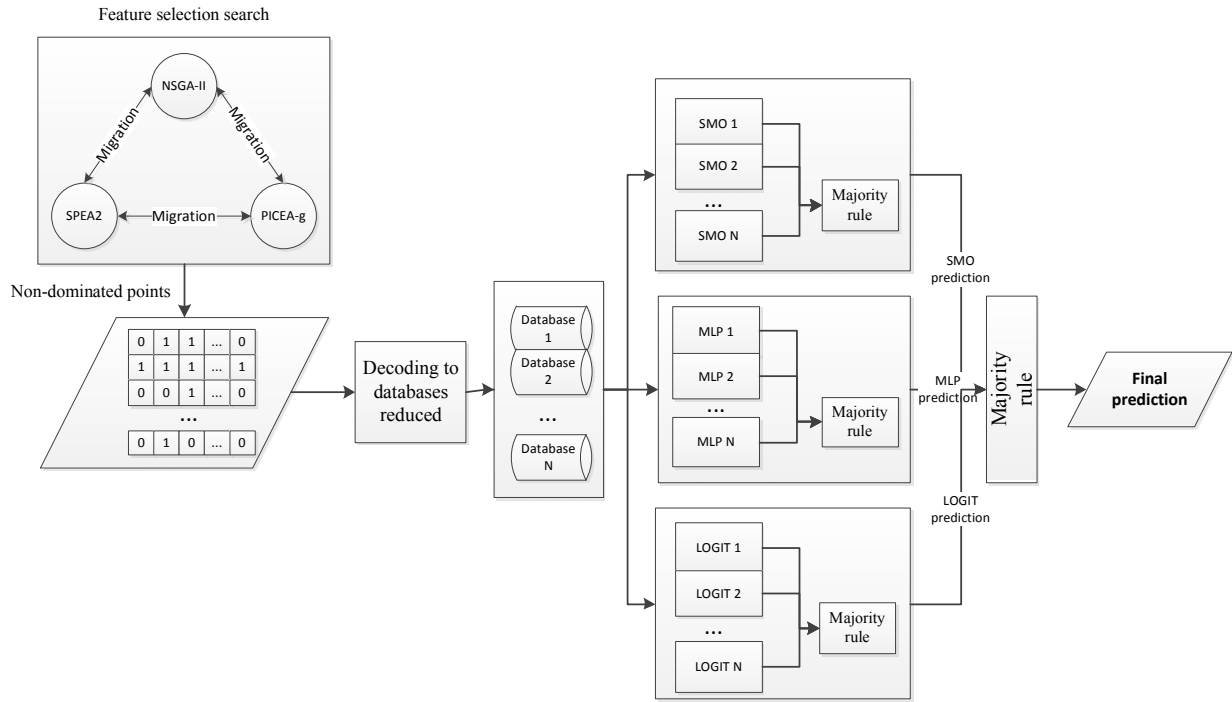 Feature selection search
NSGA-II
Migration
Migration
SPEA2
Migration
PICEA-g
Non-dominated points
0 1 1 ... 0
1 1 1 ... 1
0 0 1 ... 0
...
0 1 0 ... 0
Decoding to
databases
reduced
Database
1
Database
2
...
Database
N
SMO 1
SMO 2
...
SMO N
Majority
rule
MLP 1
MLP 2
...
MLP N
Majority
rule
LOGIT 1
LOGIT 2
...
LOGIT N
Majority
rule
SMO
prediction
MLP
prediction
LOGIT
prediction
Majority
rule
Final
prediction